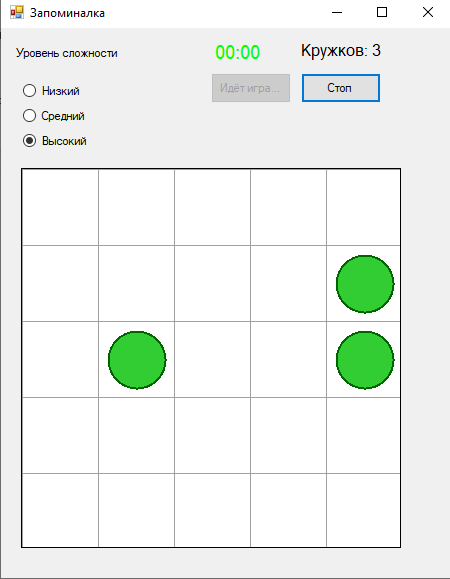 Запоминалка
Уровень сложности
00:00
Кружков: 3
Идёт игра...
Стоп
Низкий
Средний
Высокий